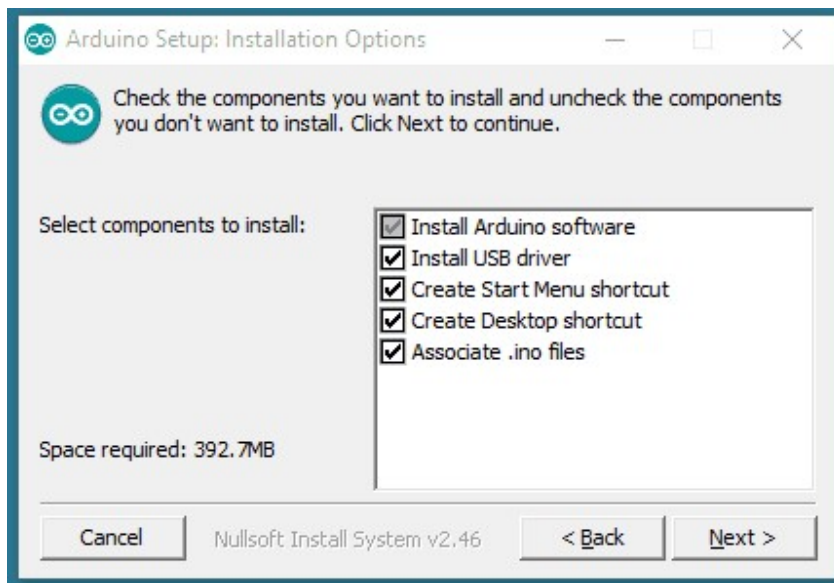 Arduino Setup: Installation Options
Check the components you want to install and uncheck the components
you don't want to install. Click Next to continue.
Select components to install:
Install Arduino software
Install USB driver
Create Start Menu shortcut
Create Desktop shortcut
Associate .ino files
Space required: 392.7MB
Cancel
Nullsoft Install System v2.46
< Back
Next >